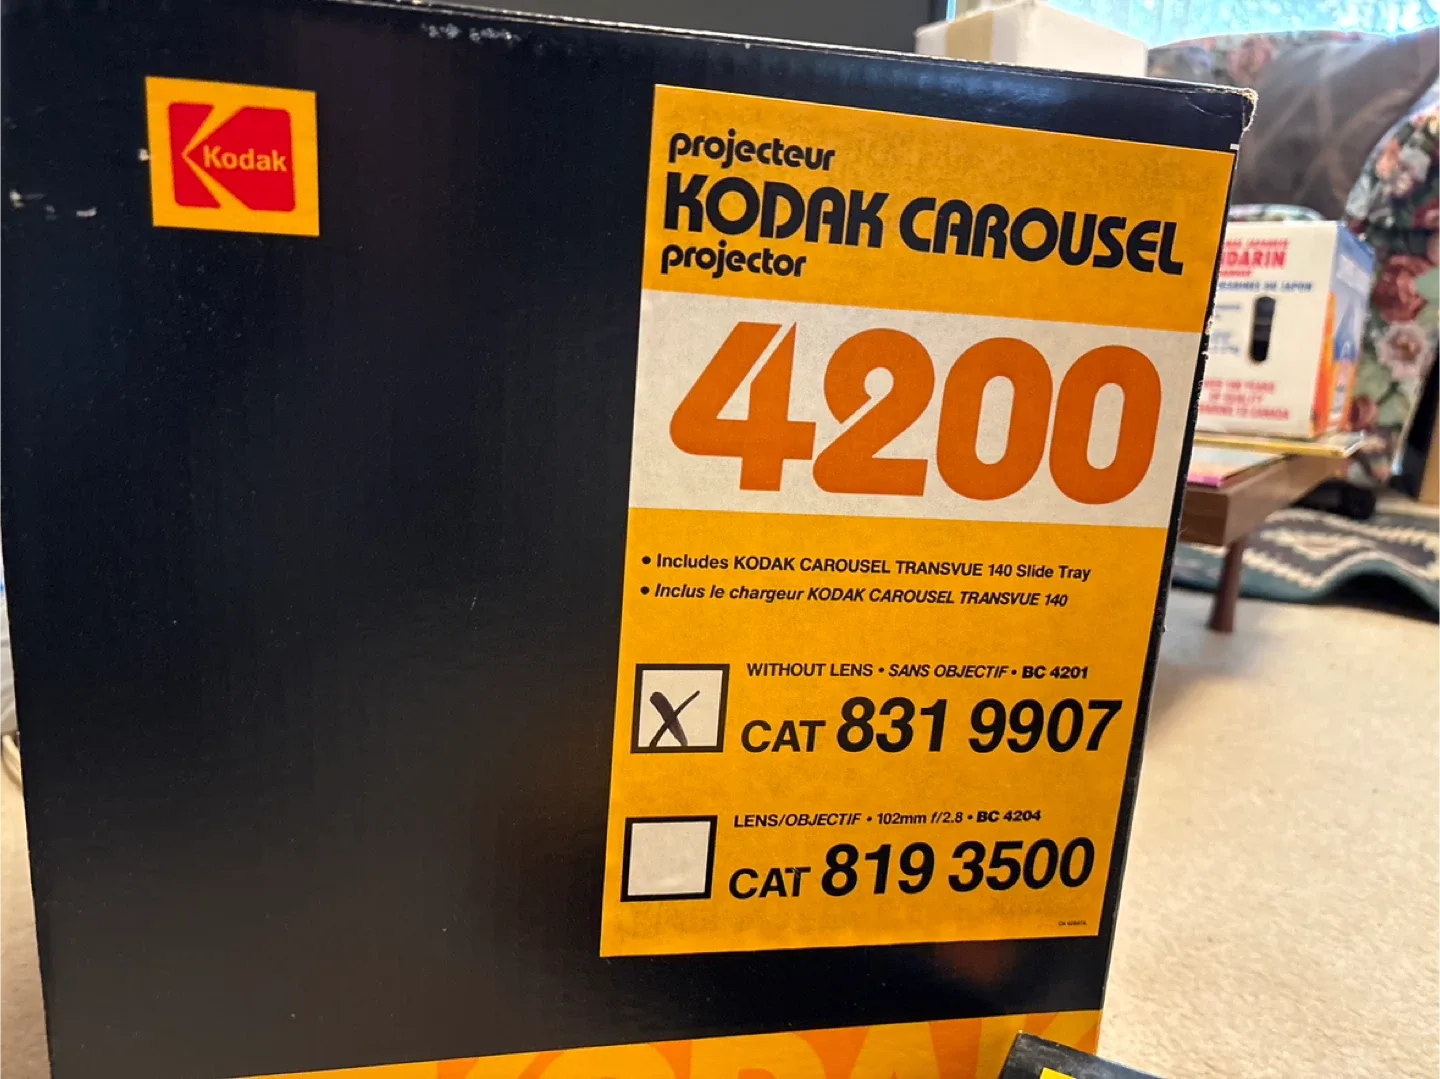 Kodak
projecteur
KODAK CAROUSEL
projector
4200
• Includes KODAK CAROUSEL TRANSVUE 140 Slide Tray
• Inclus le chargeur KODAK CAROUSEL TRANSVUE 140
WITHOUT LENS • SANS OBJECTIF • BC 4201
X
CAT 831 9907
LENS/OBJECTIF • 102mm f/2.8 • BC 4204
CAT 819 3500
KODAK